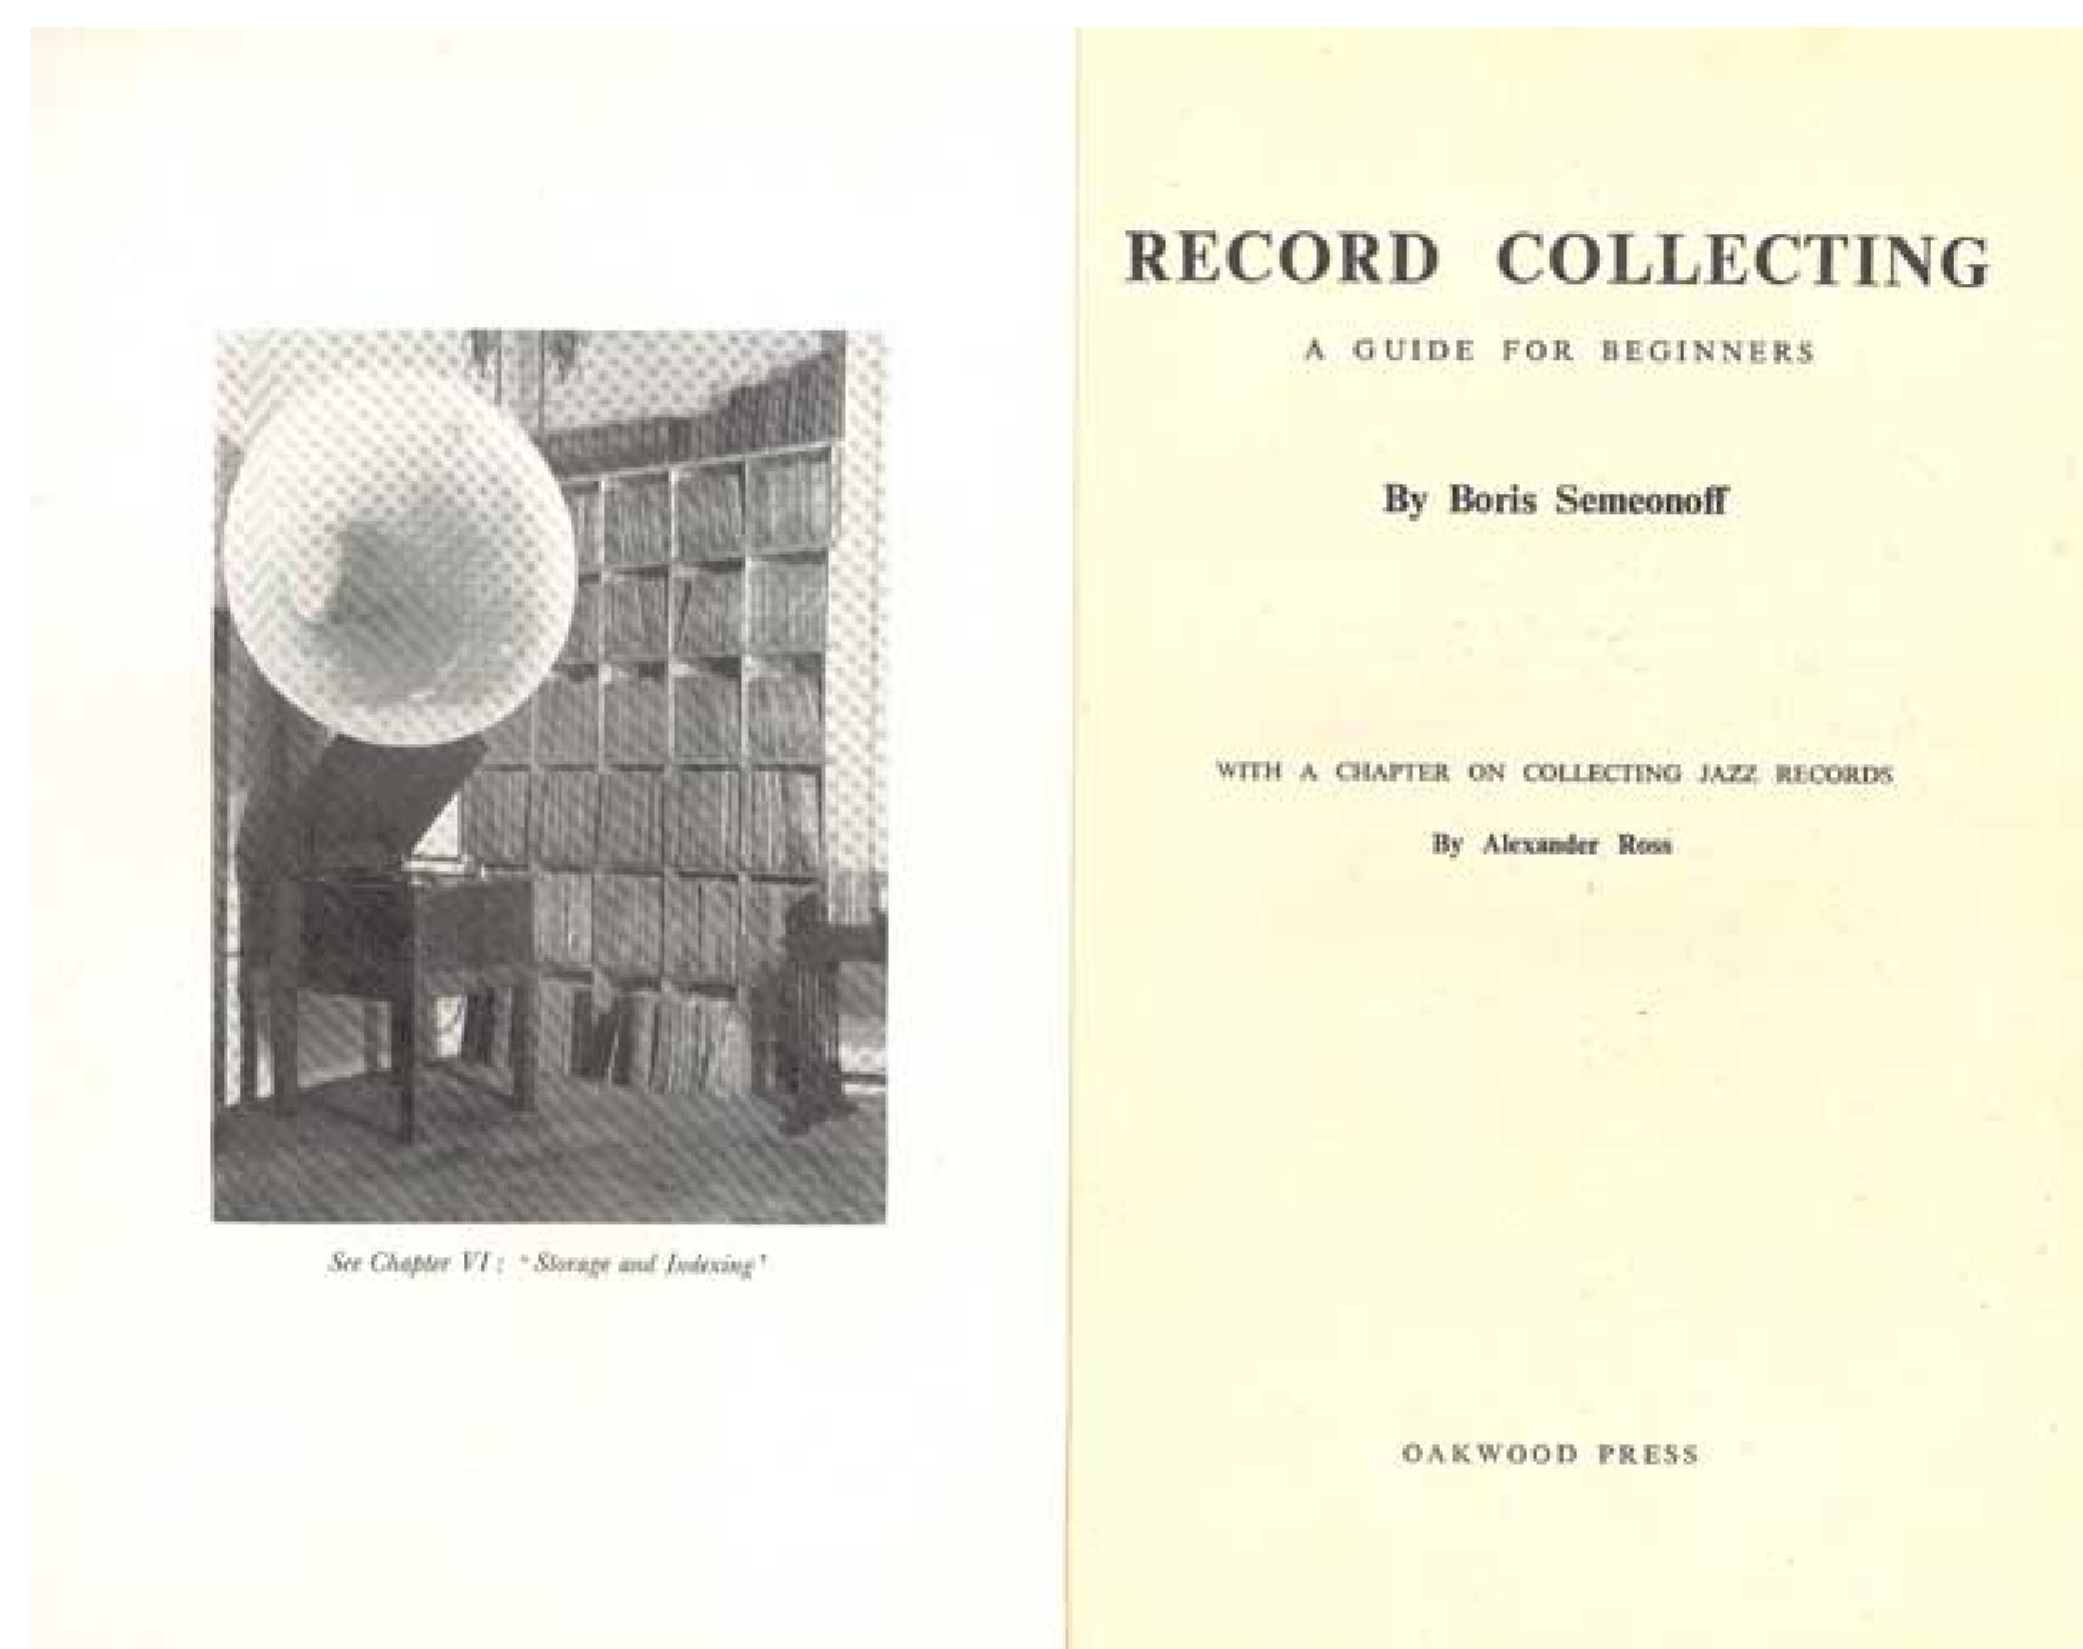 See Chapter VI : "Storage and Indexing"
RECORD COLLECTING
A GUIDE FOR BEGINNERS
By Boris Semeonoff
WITH A CHAPTER ON COLLECTING JAZZ RECORDS
By Alexander Ross
OAKWOOD PRESS